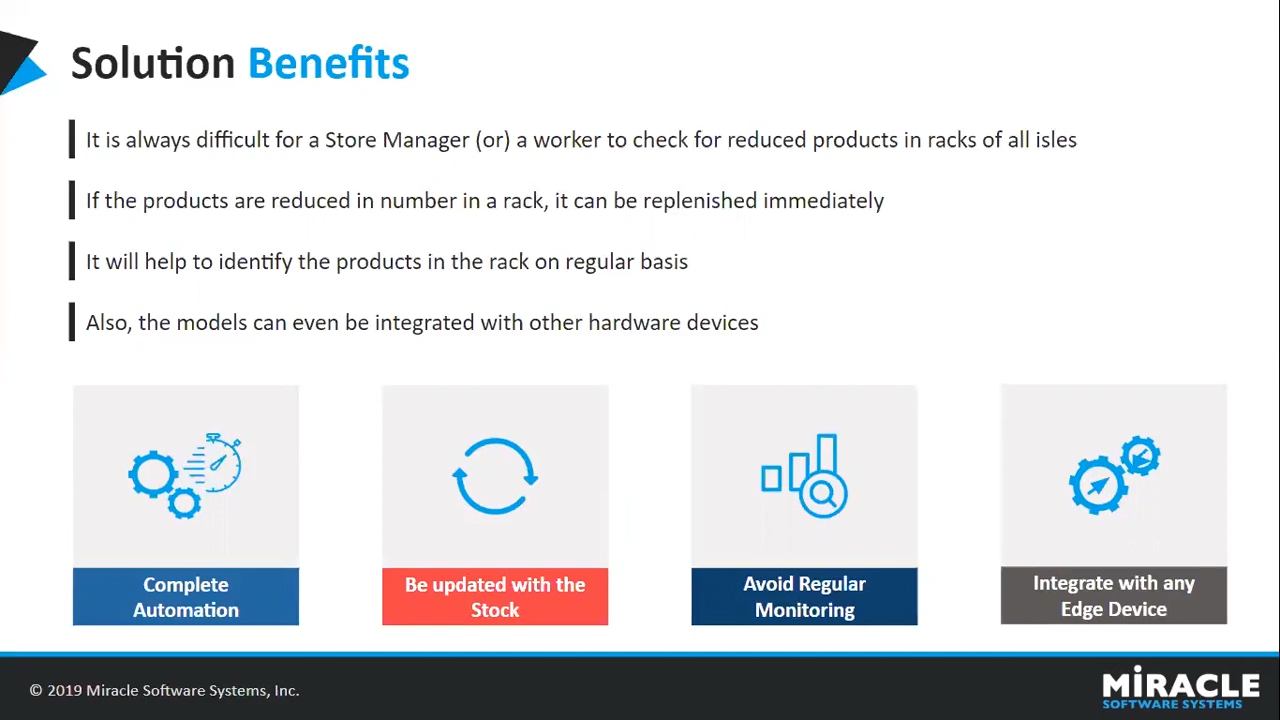 Solution Benefits
It is always difficult for a Store Manager (or) a worker to check for reduced products in racks of all isles
If the products are reduced in number in a rack, it can be replenished immediately
It will help to identify the products in the rack on regular basis
Also, the models can even be integrated with other hardware devices
Complete
Automation
Be updated with the
Stock
Avoid Regular
Monitoring
Integrate with any
Edge Device
© 2019 Miracle Software Systems, Inc.
MiRACLE
SOFTWARE SYSTEMS